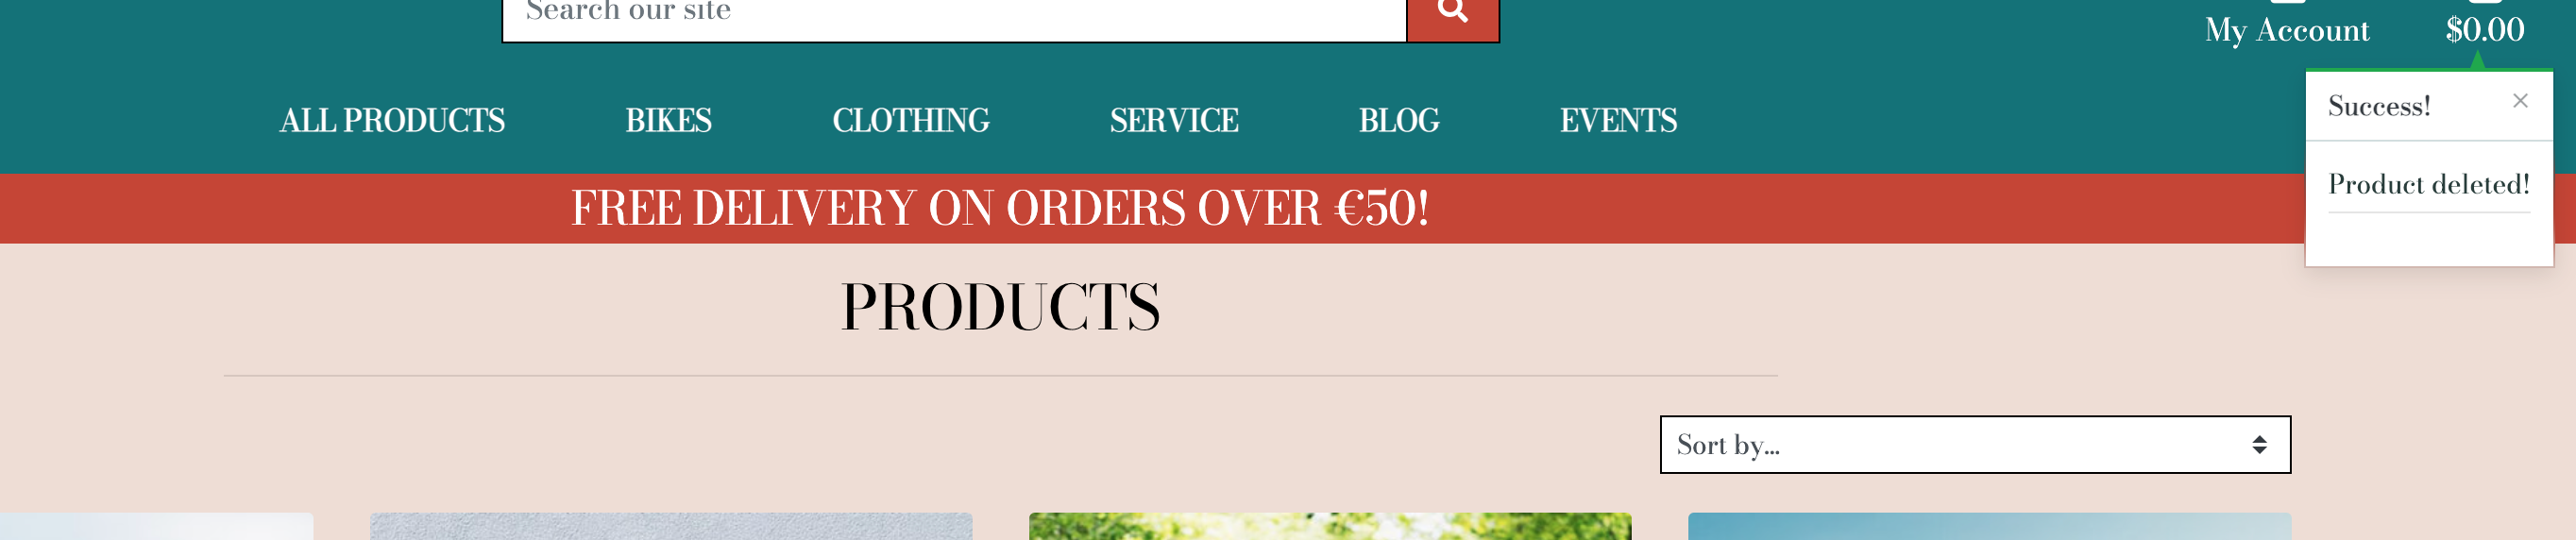 Search our site
My Account
$0.00
ALL PRODUCTS
BIKES
CLOTHING
SERVICE
BLOG
EVENTS
Success!
×
Product deleted!
FREE DELIVERY ON ORDERS OVER €50!
PRODUCTS
Sort by...